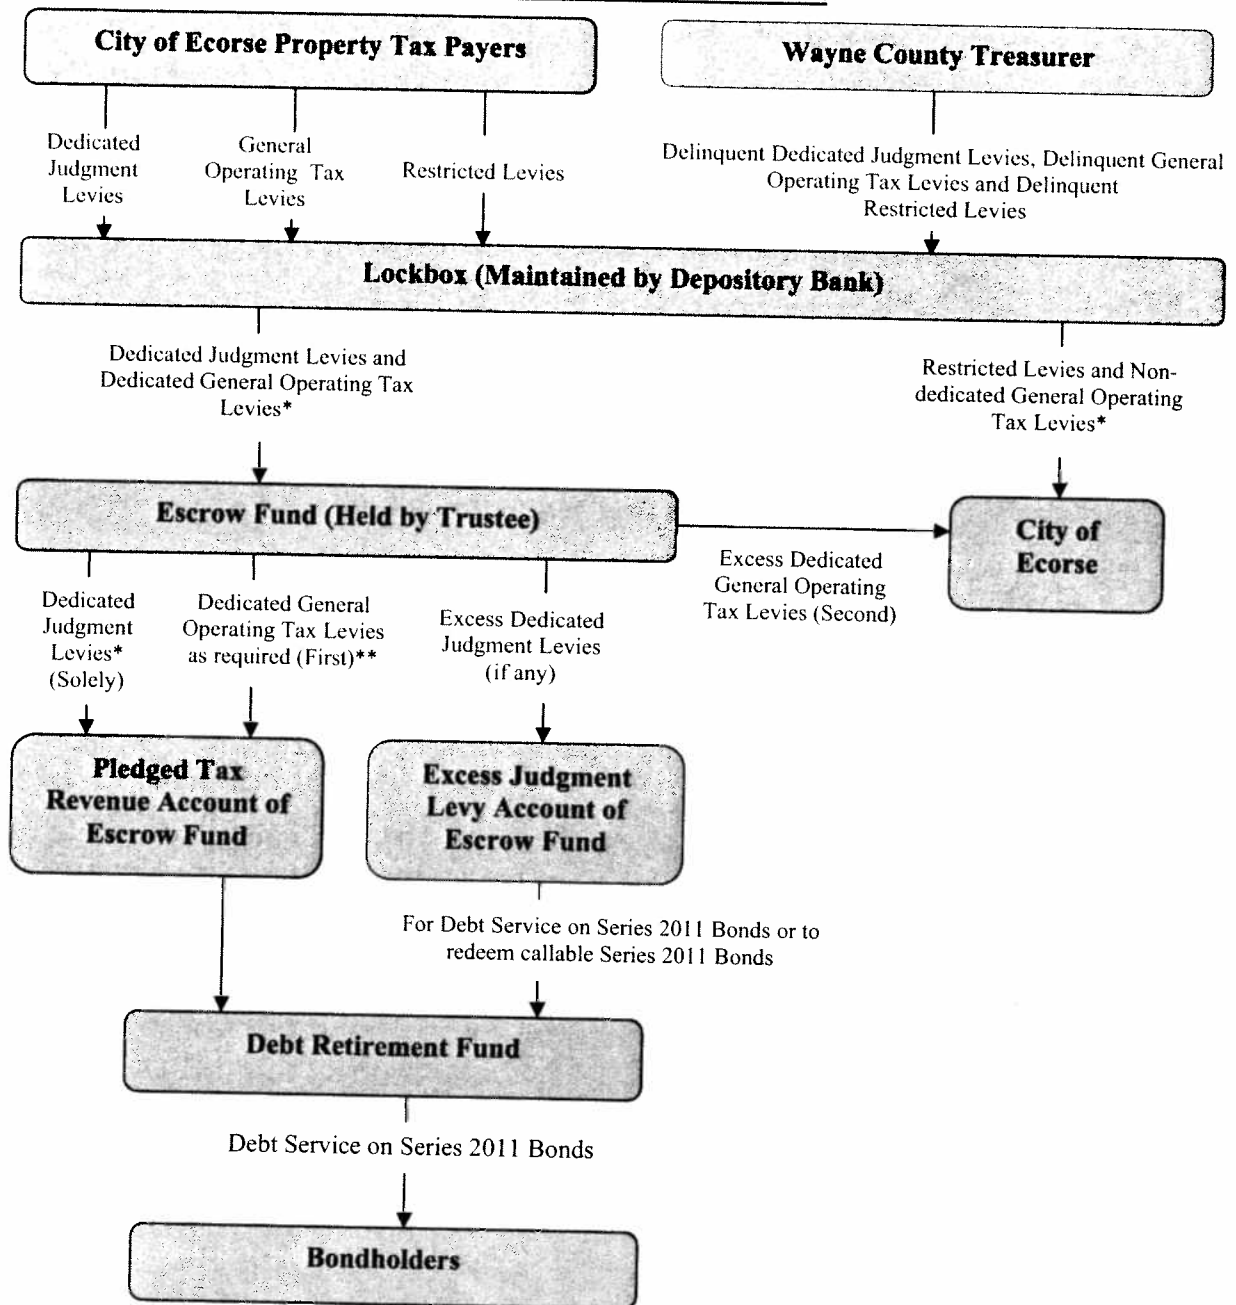 City of Ecorse Property Tax Payers
Wayne County Treasurer
Dedicated
Judgment
Levies
General
Operating Tax
Levies
Restricted Levies
Delinquent Dedicated Judgment Levies, Delinquent General
Operating Tax Levies and Delinquent
Restricted Levies
Lockbox (Maintained by Depository Bank)
Dedicated Judgment Levies and
Dedicated General Operating Tax
Levies*
Restricted Levies and Non-
dedicated General Operating
Tax Levies*
Escrow Fund (Held by Trustee)
City of
Ecorse
Excess Dedicated
General Operating
Tax Levies (Second)
Dedicated
Judgment
Levies*
(Solely)
Dedicated General
Operating Tax Levies
as required (First)**
Excess Dedicated
Judgment Levies
(if any)
Pledged Tax
Revenue Account of
Escrow Fund
Excess Judgment
Levy Account of
Escrow Fund
For Debt Service on Series 2011 Bonds or to
redeem callable Series 2011 Bonds
Debt Retirement Fund
Debt Service on Series 2011 Bonds
Bondholders